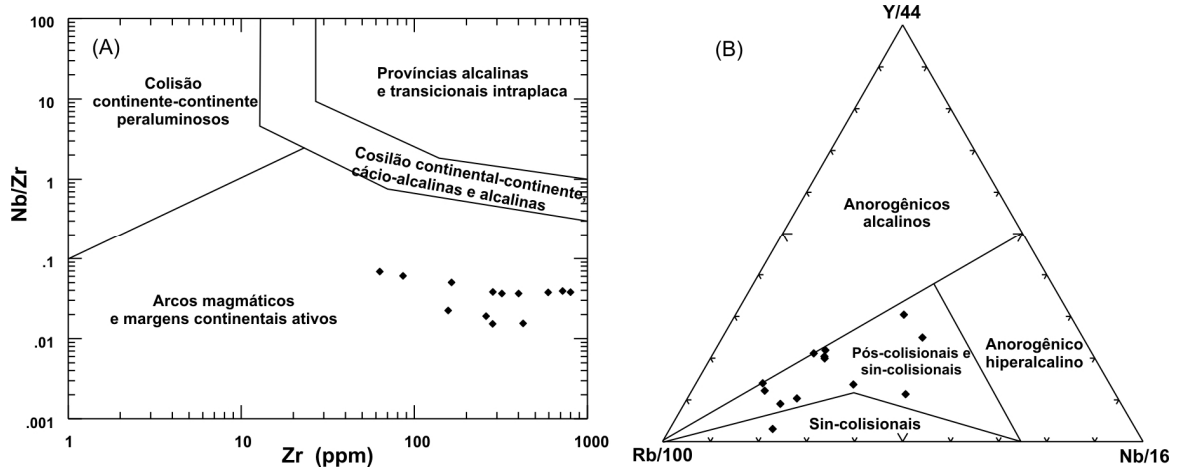 (A)
100
10
1
.1
.01
.001
Nb/Zr
Colisão
continente-continente
peraluminosos
Províncias alcalinas
e transicionais intraplaca
Cosilão continental-continente,
cácio-alcalinas e alcalinas
Arcos magmáticos
e margens continentais ativos
1
10
100
1000
Zr (ppm)
(B)
Y/44
Anorogênicos
alcalinos
Pós-colisionais e
sin-colisionais
Anorogênico
hiperalcalino
Sin-colisionais
Rb/100
Nb/16